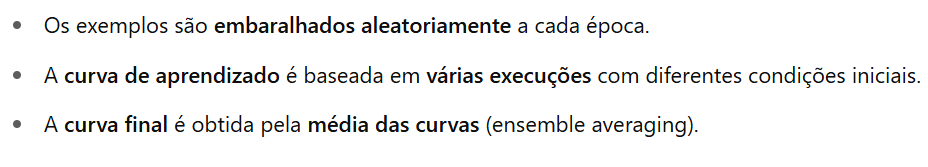 • Os exemplos são embaralhados aleatoriamente a cada época.
• A curva de aprendizado é baseada em várias execuções com diferentes condições iniciais.
• A curva final é obtida pela média das curvas (ensemble averaging).